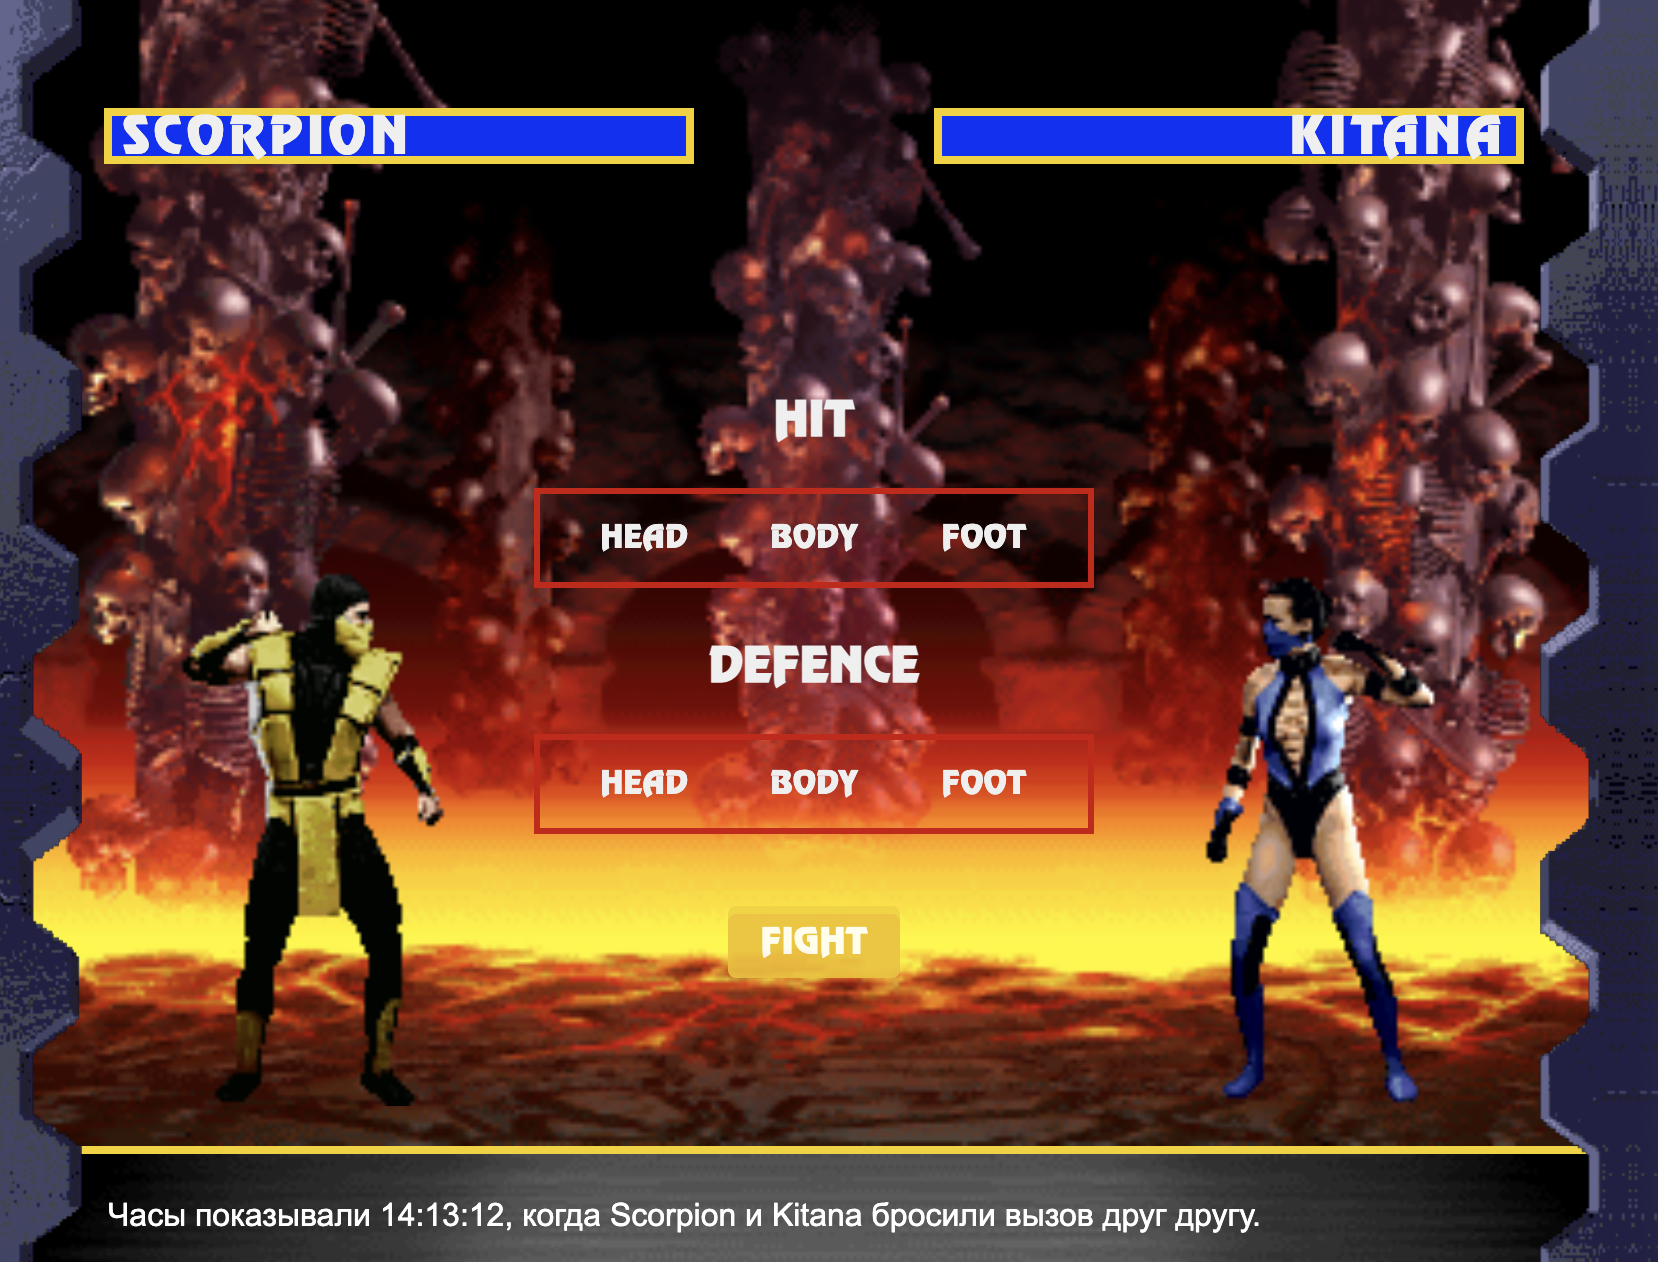 SCORPION
KITANA
HIT
HEAD BODY FOOT
DEFENCE
HEAD BODY FOOT
FIGHT
Часы показывали 14:13:12, когда Scorpion и Kitana бросили вызов друг другу.